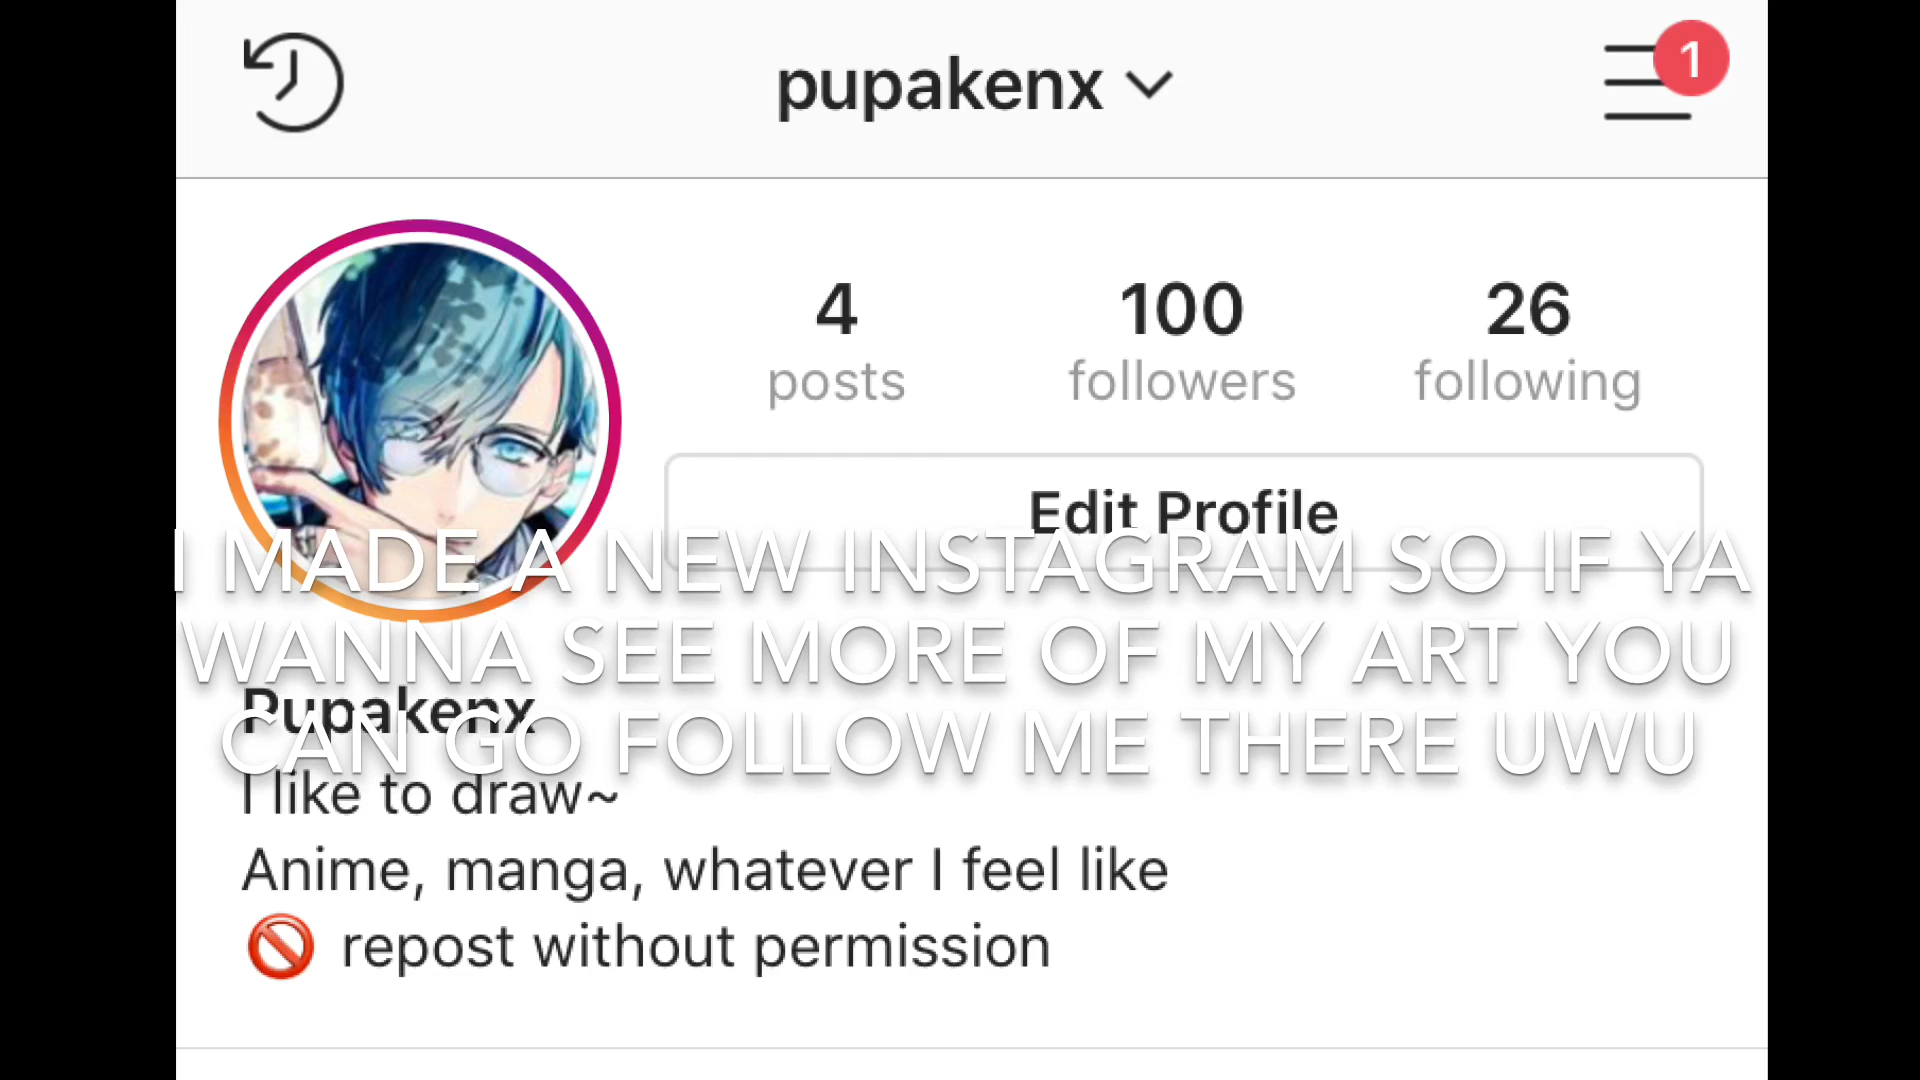 pupakenx
1
4 100 26
posts followers following
Edit Profile
I MADE A NEW INSTAGRAM SO IF YA
WANNA SEE MORE OF MY ART YOU
CAN GO FOLLOW ME THERE UWU
Pupakenx
I like to draw~
Anime, manga, whatever I feel like
🚫 repost without permission